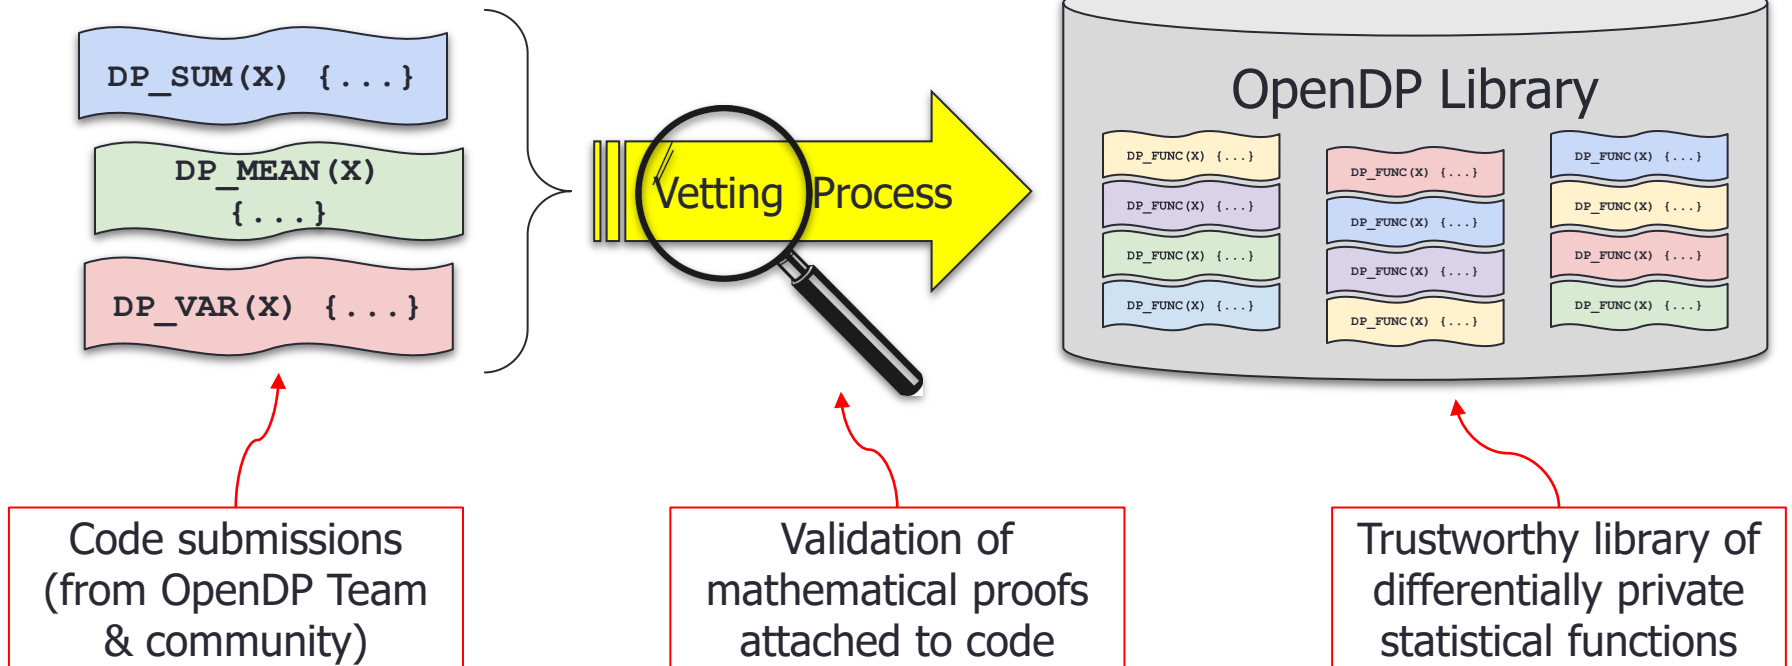 DP_SUM(X) {...}
DP_MEAN(X)
{...}
DP_VAR(X) {...}
Vetting Process
OpenDP Library
DP_FUNC(X) {...}
DP_FUNC(X) {...}
DP_FUNC(X) {...}
DP_FUNC(X) {...}
DP_FUNC(X) {...}
DP_FUNC(X) {...}
DP_FUNC(X) {...}
DP_FUNC(X) {...}
DP_FUNC(X) {...}
DP_FUNC(X) {...}
DP_FUNC(X) {...}
DP_FUNC(X) {...}
Code submissions
(from OpenDP Team
& community)
Validation of
mathematical proofs
attached to code
Trustworthy library of
differentially private
statistical functions